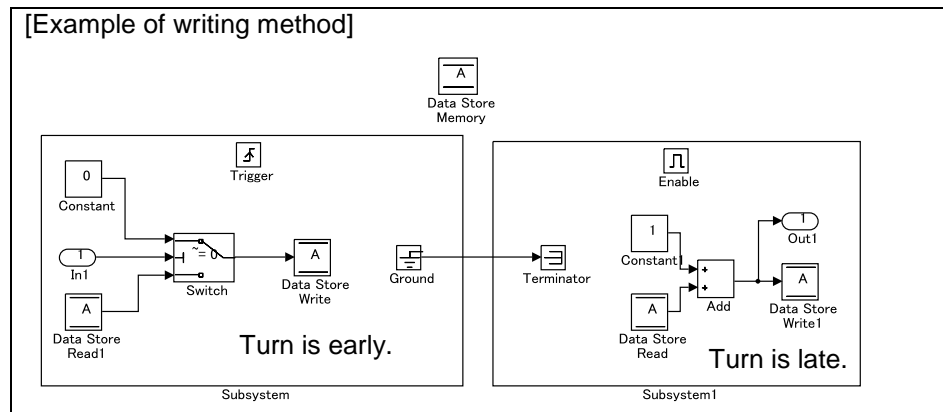 [Example of writing method]
A
Data Store
Memory
Trigger
0
Constant
1
In1
A
Data Store
Read1
~= 0
Switch
A
Data Store
Write
Ground
Turn is early.
Subsystem
Enable
Terminator
1
Constant1
A
Data Store
Read
+
+
Add
1
Out1
A
Data Store
Write1
Turn is late.
Subsystem1